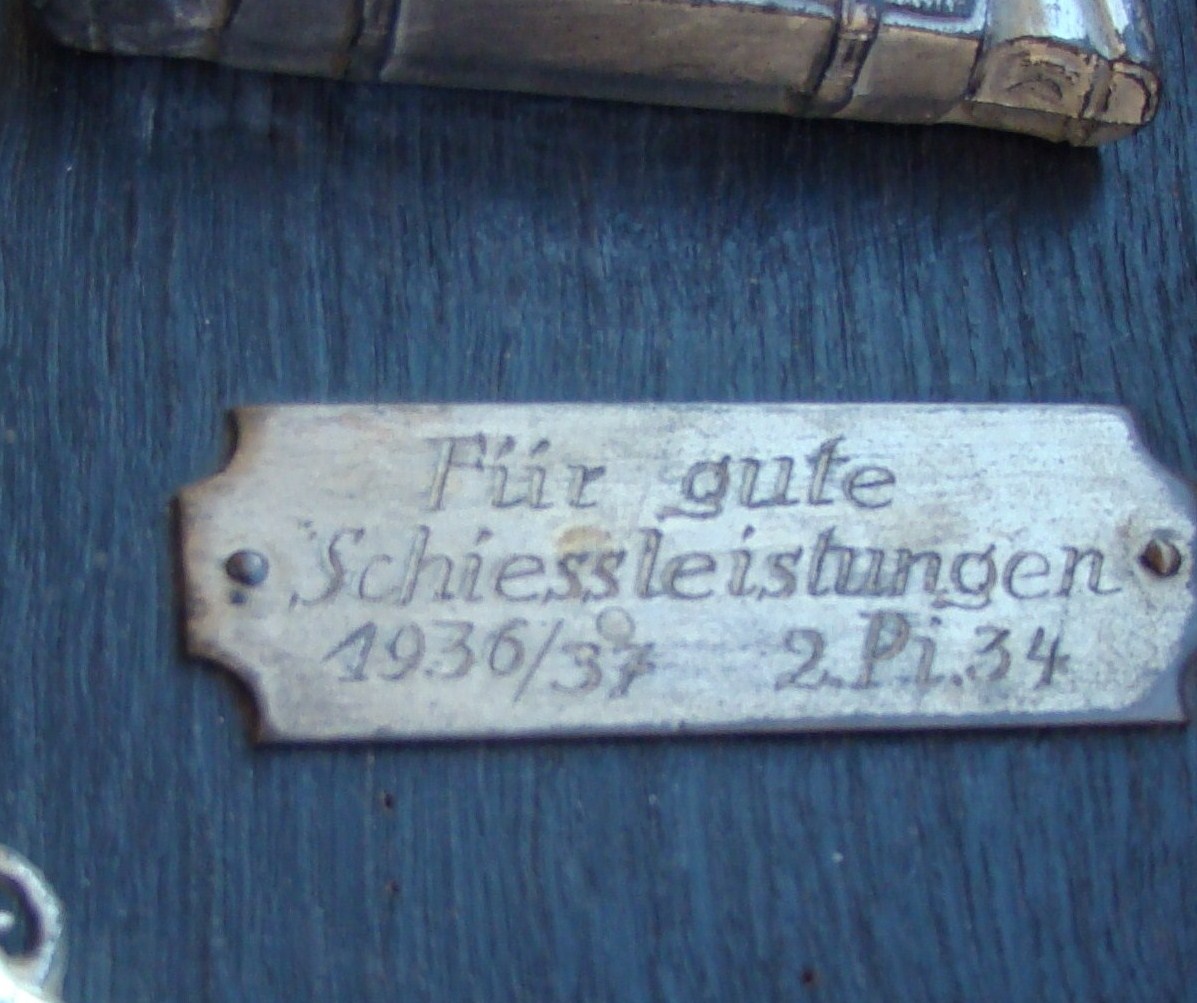 Für gute
Schiessleistungen
1936/37 2.Pi.34